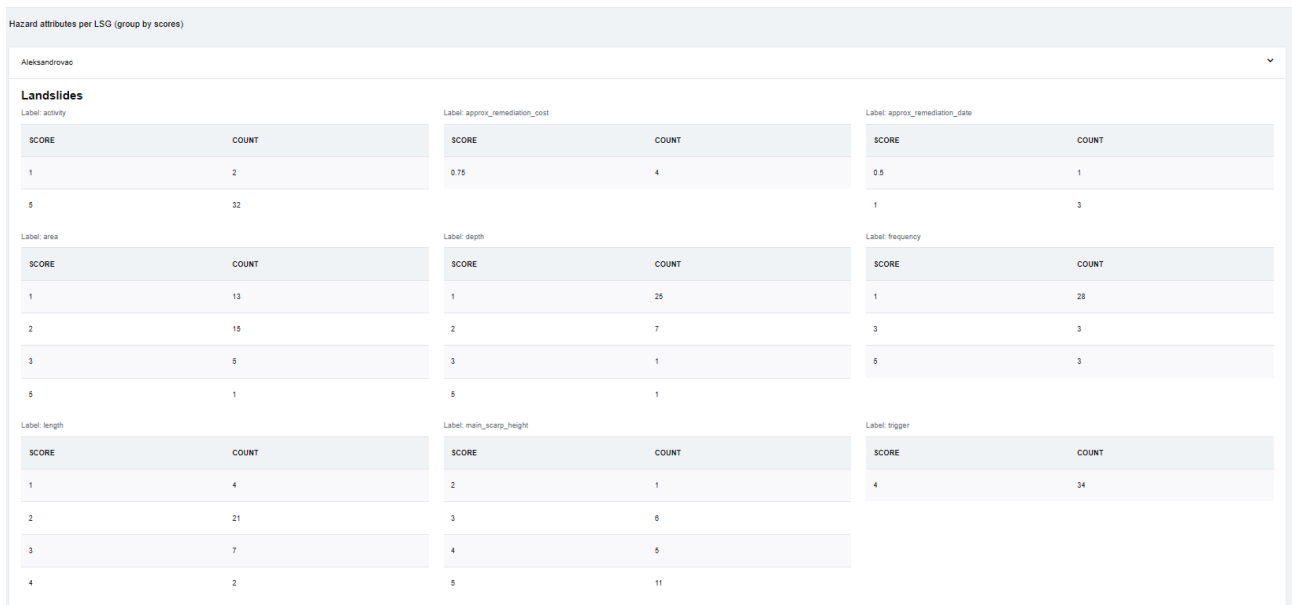 Hazard attributes per LSG (group by scores)
Aleksandrovac
Landslides
Label: activity
SCORE COUNT
1 2
5 32
Label: approx_remediation_cost
SCORE COUNT
0.75 4
Label: approx_remediation_date
SCORE COUNT
0.5 1
1 3
Label: area
SCORE COUNT
1 13
2 15
3 5
5 1
Label: depth
SCORE COUNT
1 25
2 7
3 1
5 1
Label: frequency
SCORE COUNT
1 28
3 3
5 3
Label: length
SCORE COUNT
1 4
2 21
3 7
4 2
Label: main_scarp_height
SCORE COUNT
2 1
3 6
4 5
5 11
Label: trigger
SCORE COUNT
4 34